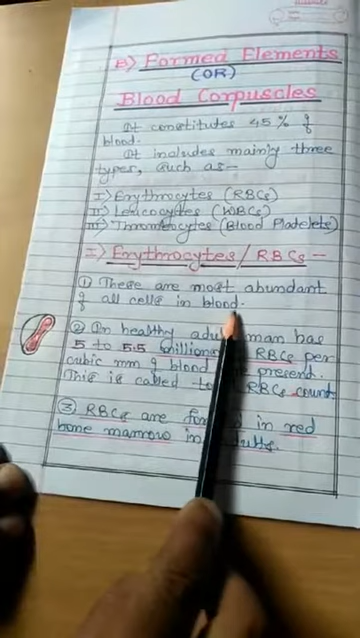 B) Formed Elements
(OR)
Blood Corpuscles
It constitutes 45% of
blood.
It includes mainly three
types, such as-
I) Erythrocytes (RBCs)
II) Leucocytes (WBCs)
III) Thrombocytes (Blood Platelets)
I) Erythrocytes/RBCs -
① These are most abundant
of all cells in blood.
② In healthy adult man has
5 to 5.5 millions RBCs per
cubic mm of blood present.
This is called RBCs count.
③ RBCs are in red
bone marrow in